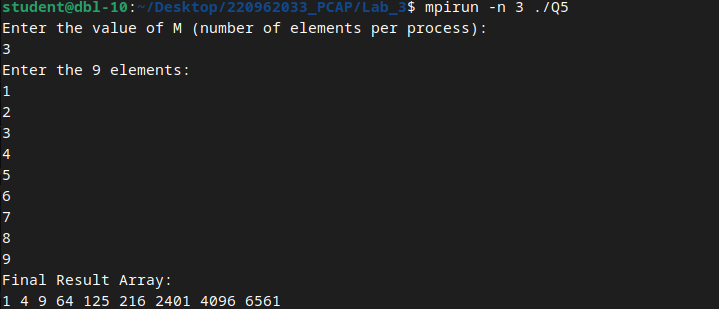 student@dbl-10:~/Desktop/220962033_PCAP/Lab_3$ mpirun -n 3 ./Q5
Enter the value of M (number of elements per process):
3
Enter the 9 elements:
1
2
3
4
5
6
7
8
9
Final Result Array:
1 4 9 64 125 216 2401 4096 6561